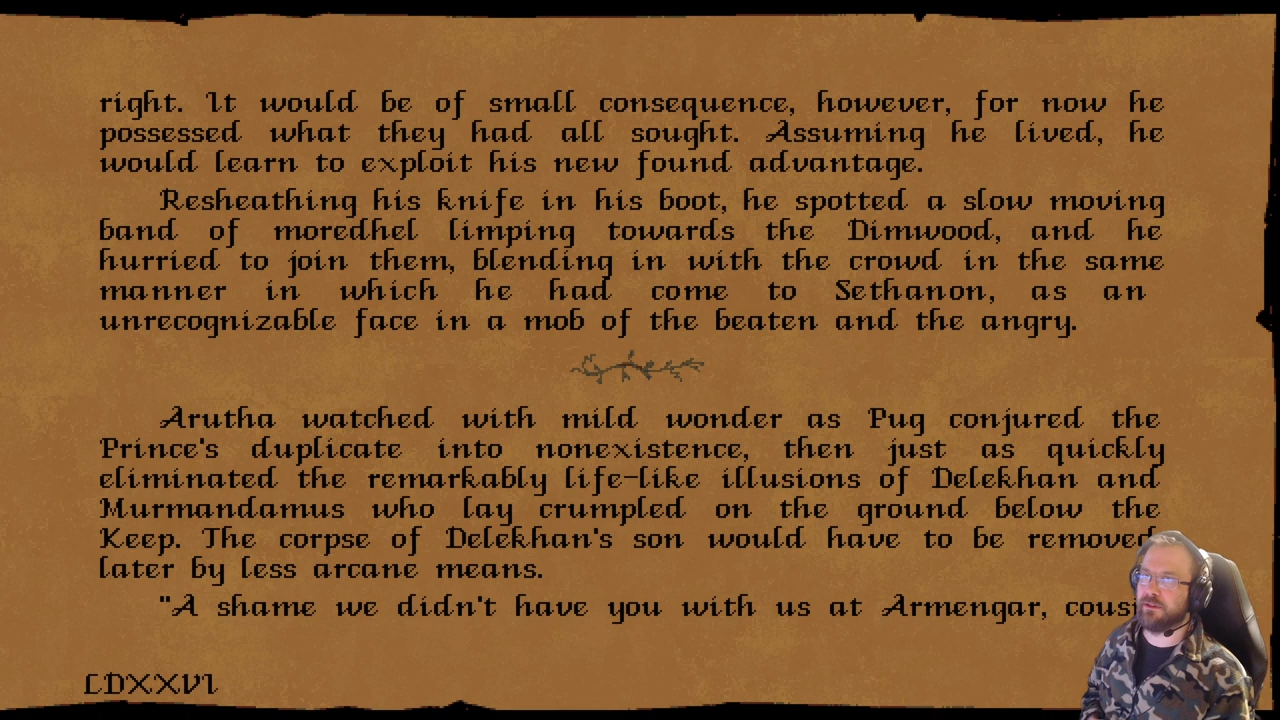 right. It would be of small consequence, however, for now he
possessed what they had all sought. Assuming he lived, he
would learn to exploit his new found advantage.
Resheathing his knife in his boot, he spotted a slow moving
band of moredhel limping towards the Dimwood, and he
hurried to join them, blending in with the crowd in the same
manner in which he had come to Sethanon, as an
unrecognizable face in a mob of the beaten and the angry.
Arutha watched with mild wonder as Pug conjured the
Prince's duplicate into nonexistence, then just as quickly
eliminated the remarkably life-like illusions of Delekhan and
Murmandamus who lay crumpled on the ground below the
Keep. The corpse of Delekhan's son would have to be removed
later by less arcane means.
"A shame we didn't have you with us at Armengar,
LDXXVI